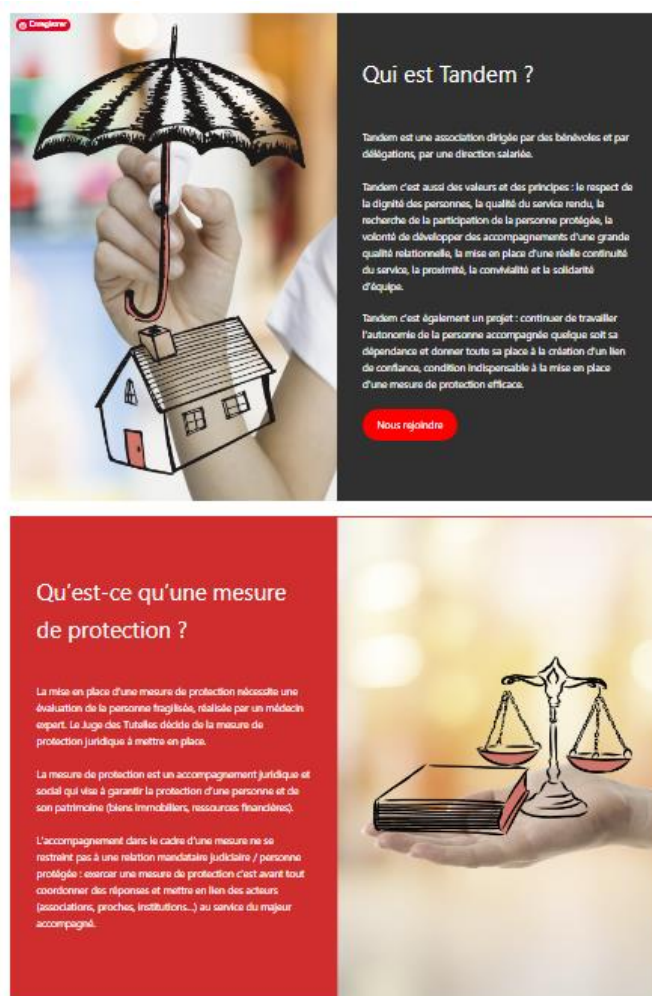 Enregistrer
Qui est Tandem ?
Tandem est une association dirigée par des bénévoles et par
délégations, par une direction salariée.
Tandem c'est aussi des valeurs et des principes : le respect de
la dignité des personnes, la qualité du service rendu, la
recherche de la participation de la personne protégée, la
volonté de développer des accompagnements d'une grande
qualité relationnelle, la mise en place d'une réelle continuité
du service, la proximité, la convivialité et la solidarité
d'équipe.
Tandem c'est également un projet : continuer de travailler
l'autonomie de la personne accompagnée quelque soit sa
dépendance et donner toute sa place à la création d'un lien
de confiance, condition indispensable à la mise en place
d'une mesure de protection efficace.
Nous rejoindre
Qu'est-ce qu'une mesure
de protection ?
La mise en place d'une mesure de protection nécessite une
évaluation de la personne fragilisée, réalisée par un médecin
expert. Le Juge des Tutelles décide de la mesure de
protection juridique à mettre en place.
La mesure de protection est un accompagnement juridique et
social qui vise à garantir la protection d'une personne et de
son patrimoine (biens immobiliers, ressources financières).
L'accompagnement dans le cadre d'une mesure ne se
restreint pas à une relation mandataire judiciaire / personne
protégée : exercer une mesure de protection c'est avant tout
coordonner des réponses et mettre en lien des acteurs
(associations, proches, institutions...) au service du majeur
accompagné.